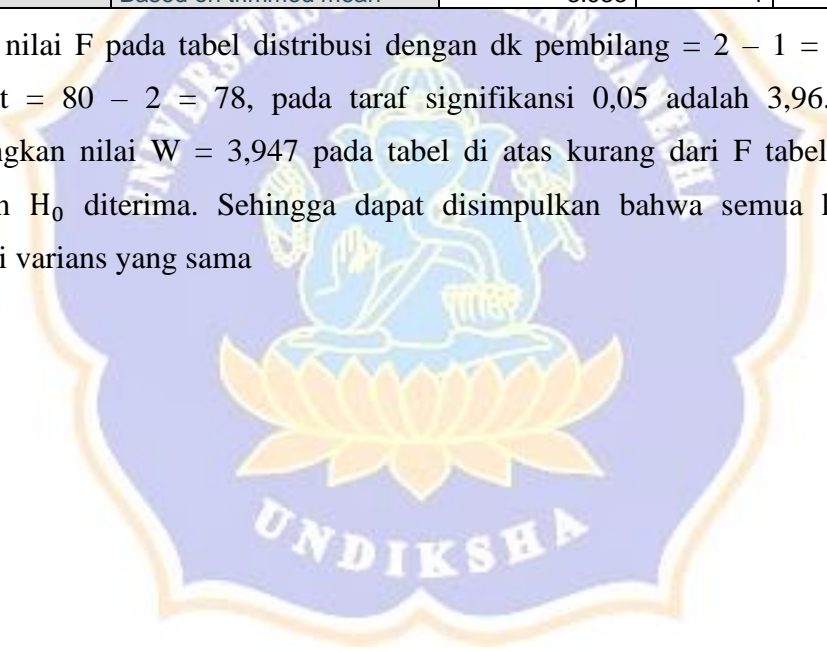 Based on trimmed mean
nilai F pada tabel distribusi dengan dk pembilang = 2 – 1 =
t = 80 – 2 = 78, pada taraf signifikansi 0,05 adalah 3,96.
ngkan nilai W = 3,947 pada tabel di atas kurang dari F tabel
n H₀ diterima. Sehingga dapat disimpulkan bahwa semua
i varians yang sama
UNDIKSHA